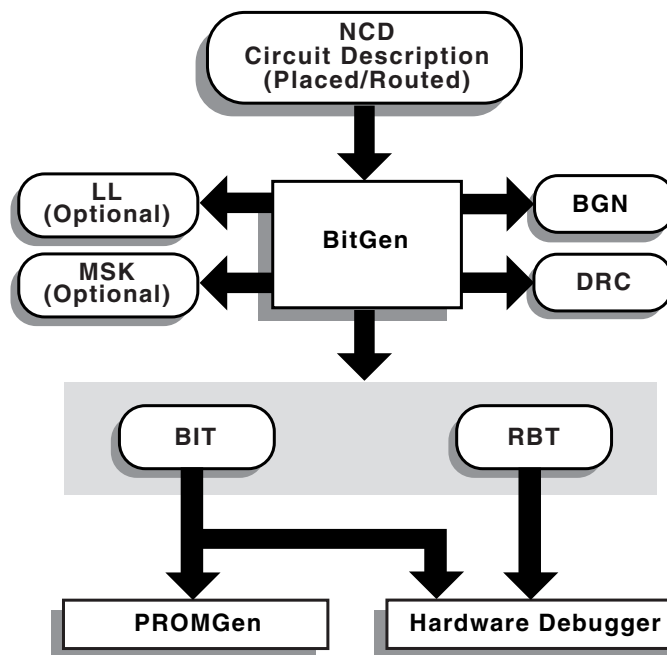 NCD
Circuit Description
(Placed/Routed)
LL
(Optional)
BitGen
BGN
MSK
(Optional)
DRC
BIT
RBT
PROMGen
Hardware Debugger